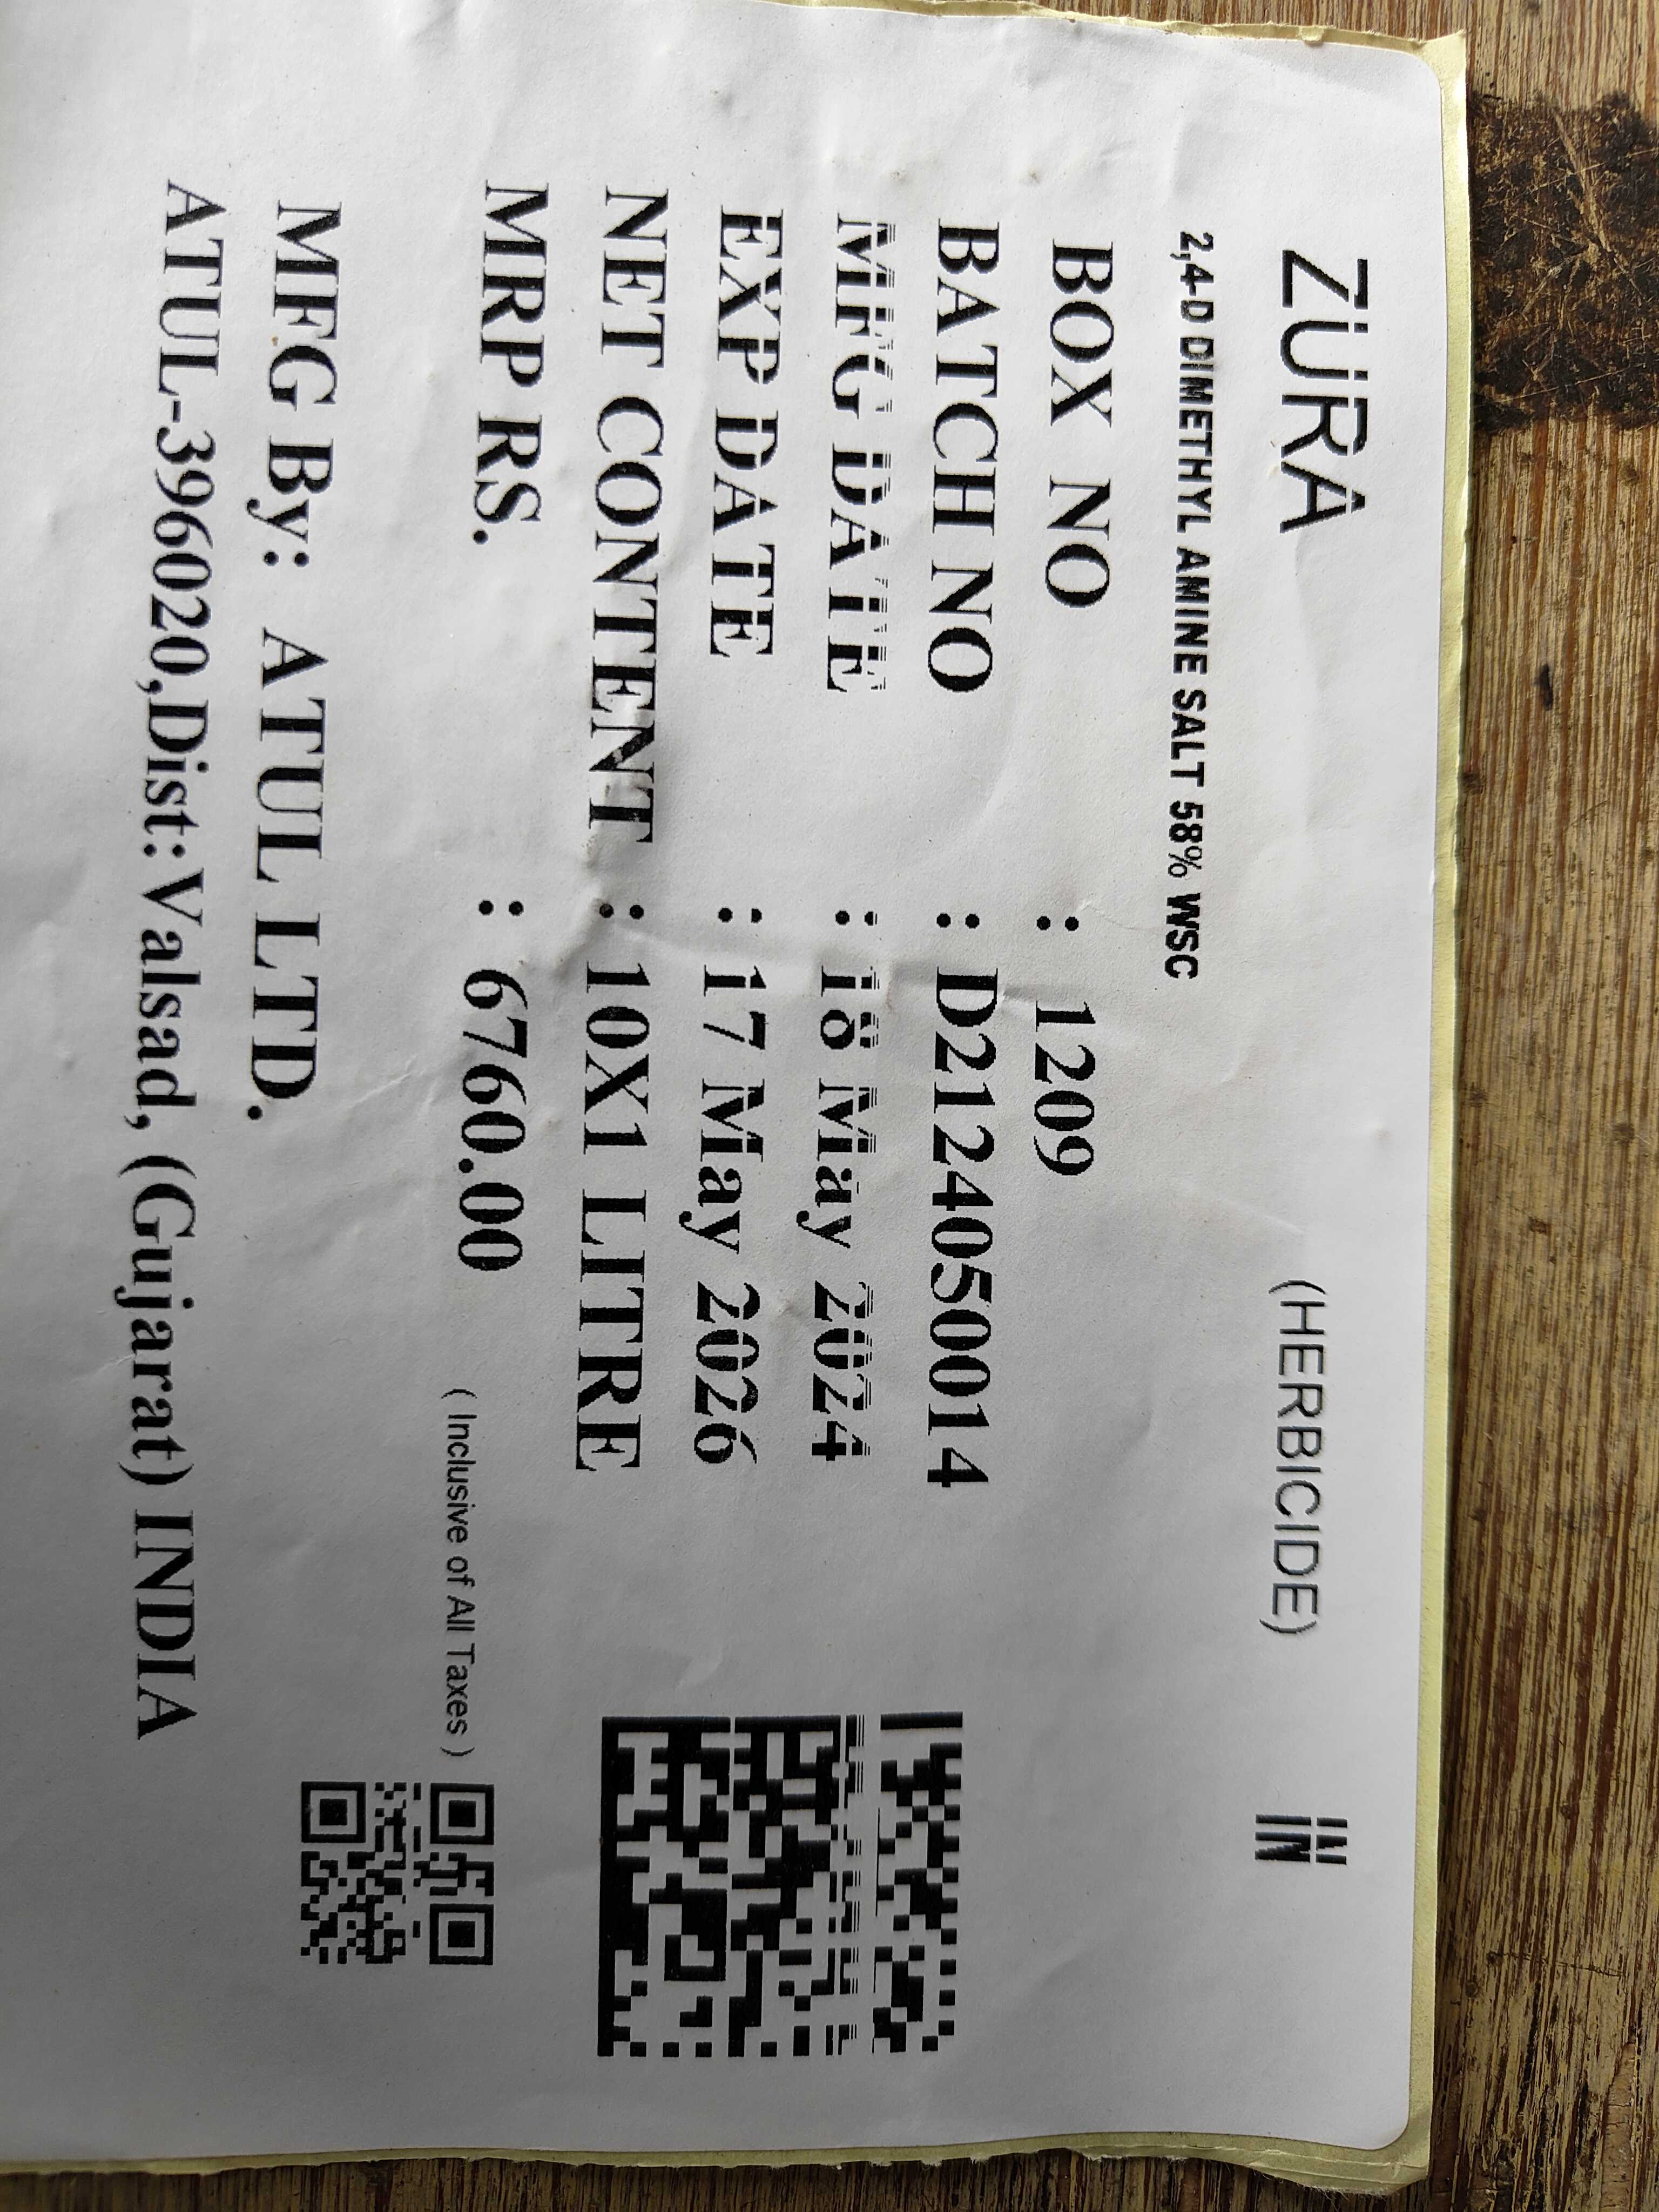 ZURA (HERBICIDE) IN
2,4-D DIMETHYL AMINE SALT 58% WSC
BOX NO : 1209
BATCH NO : D2124050014
MFG DATE : 18 May 2024
EXP DATE : 17 May 2026
NET CONTENT : 10X1 LITRE
MRP RS. : 6760.00 ( Inclusive of All Taxes )
MFG By: ATUL LTD.
ATUL-396020,Dist:Valsad, (Gujarat) INDIA